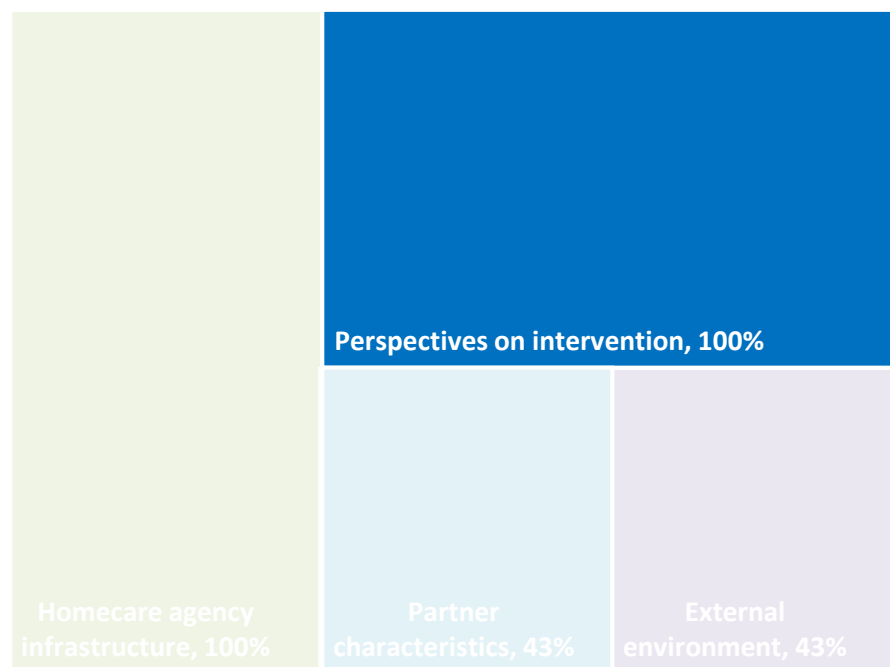 Perspectives on intervention, 100%
Homecare agency
infrastructure, 100%
Partner
characteristics, 43%
External
environment, 43%